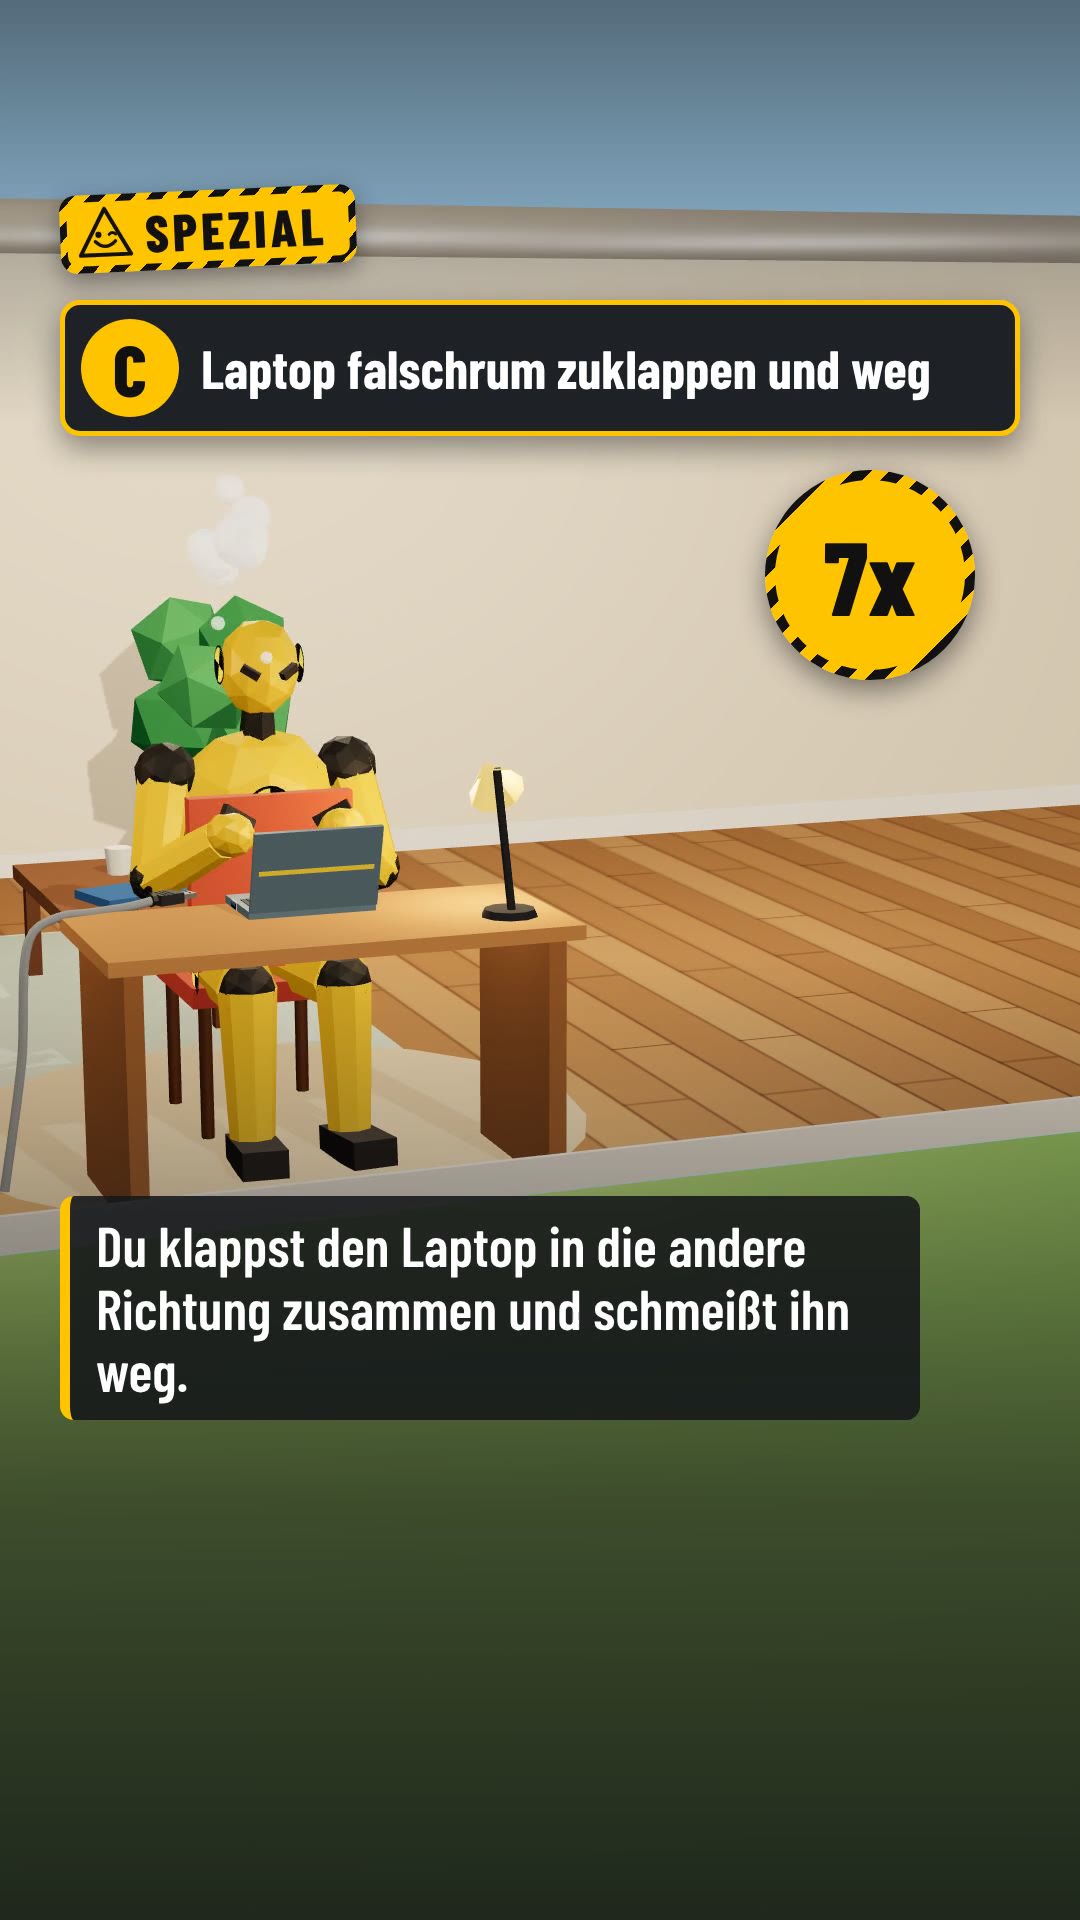 SPEZIAL
C Laptop falschrum zuklappen und weg
7x
Du klappst den Laptop in die andere
Richtung zusammen und schmeißt ihn
weg.